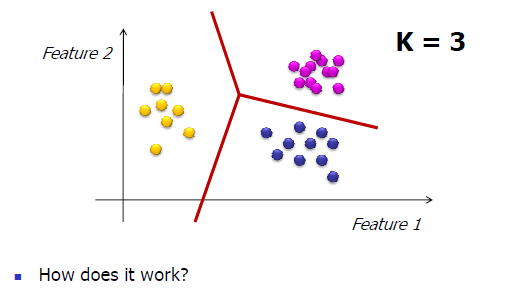 K = 3
Feature 2
Feature 1
How does it work?